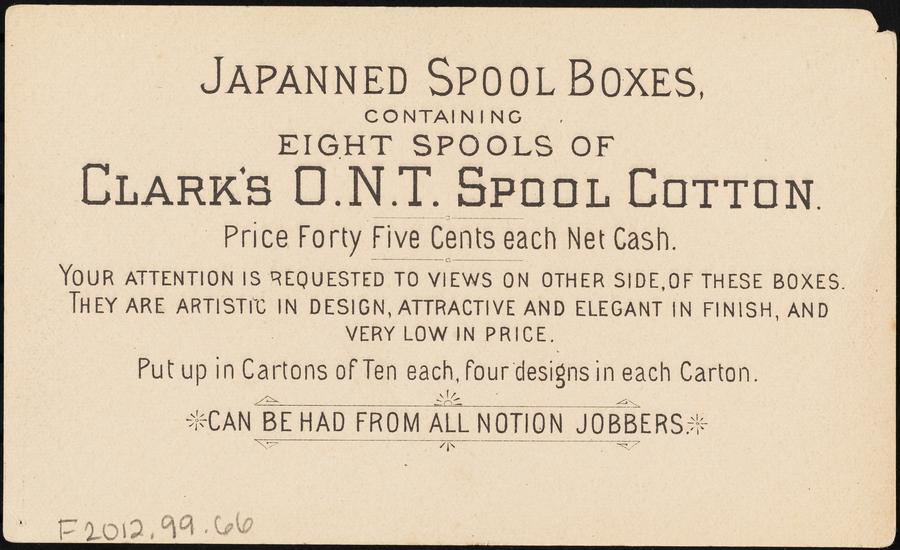 JAPANNED SPOOL BOXES,
CONTAINING
EIGHT SPOOLS OF
CLARK'S O.N.T. SPOOL COTTON.
Price Forty Five Cents each Net Cash.
YOUR ATTENTION IS REQUESTED TO VIEWS ON OTHER SIDE, OF THESE BOXES.
THEY ARE ARTISTIC IN DESIGN, ATTRACTIVE AND ELEGANT IN FINISH, AND
VERY LOW IN PRICE.
Put up in Cartons of Ten each, four designs in each Carton.
CAN BE HAD FROM ALL NOTION JOBBERS.
F2012.99.66